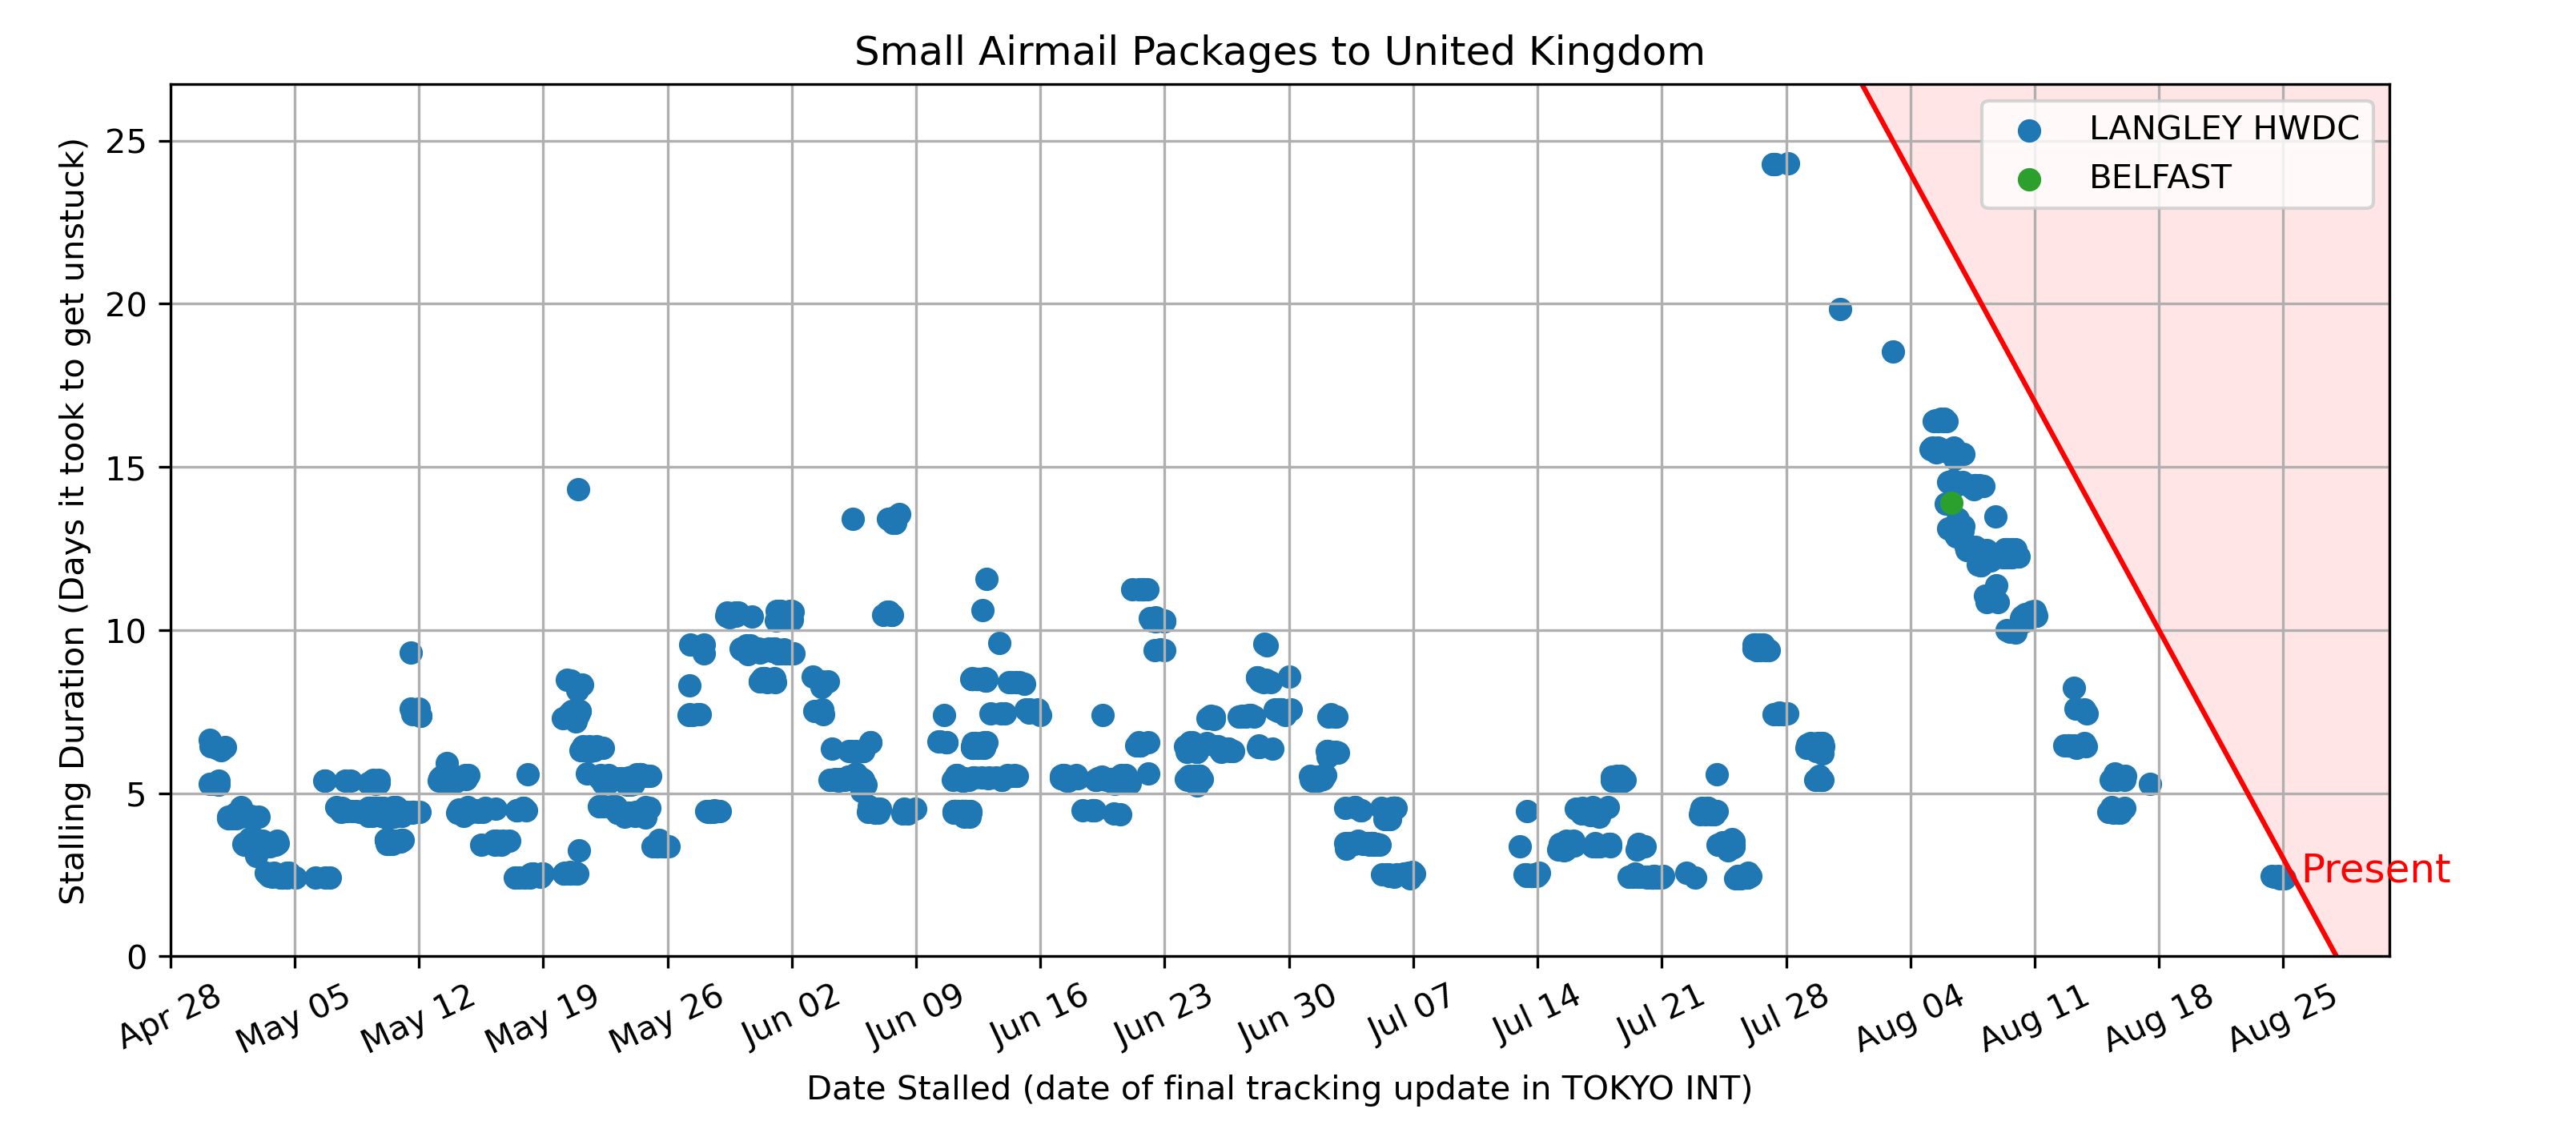 Small Airmail Packages to United Kingdom
Stalling Duration (Days it took to get unstuck)
25
20
15
10
5
0
LANGLEY HWDC
BELFAST
Present
Apr 28
May 05
May 12
May 19
May 26
Jun 02
Jun 09
Jun 16
Jun 23
Jun 30
Jul 07
Jul 14
Jul 21
Jul 28
Aug 04
Aug 11
Aug 18
Aug 25
Date Stalled (date of final tracking update in TOKYO INT)